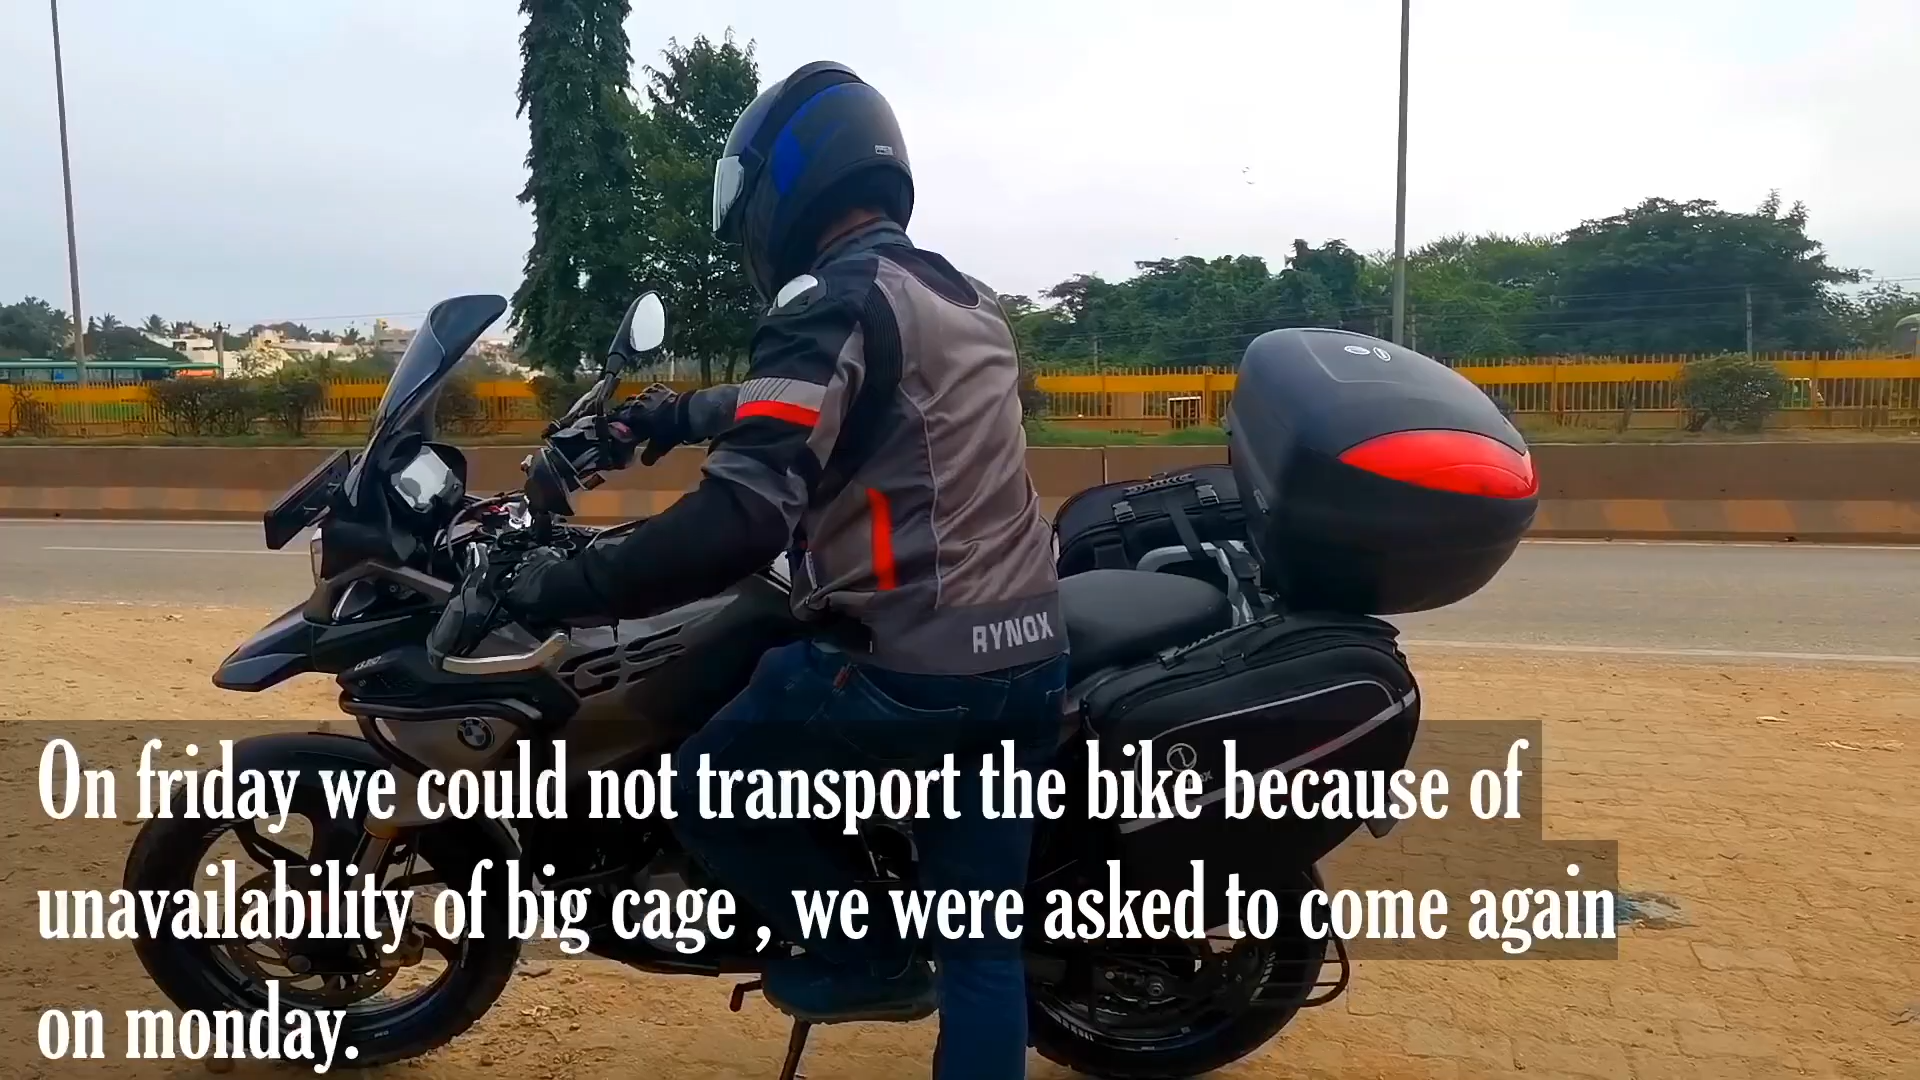 RYNOX
GS
On friday we could not transport the bike because of
unavailability of big cage , we were asked to come again
on monday.